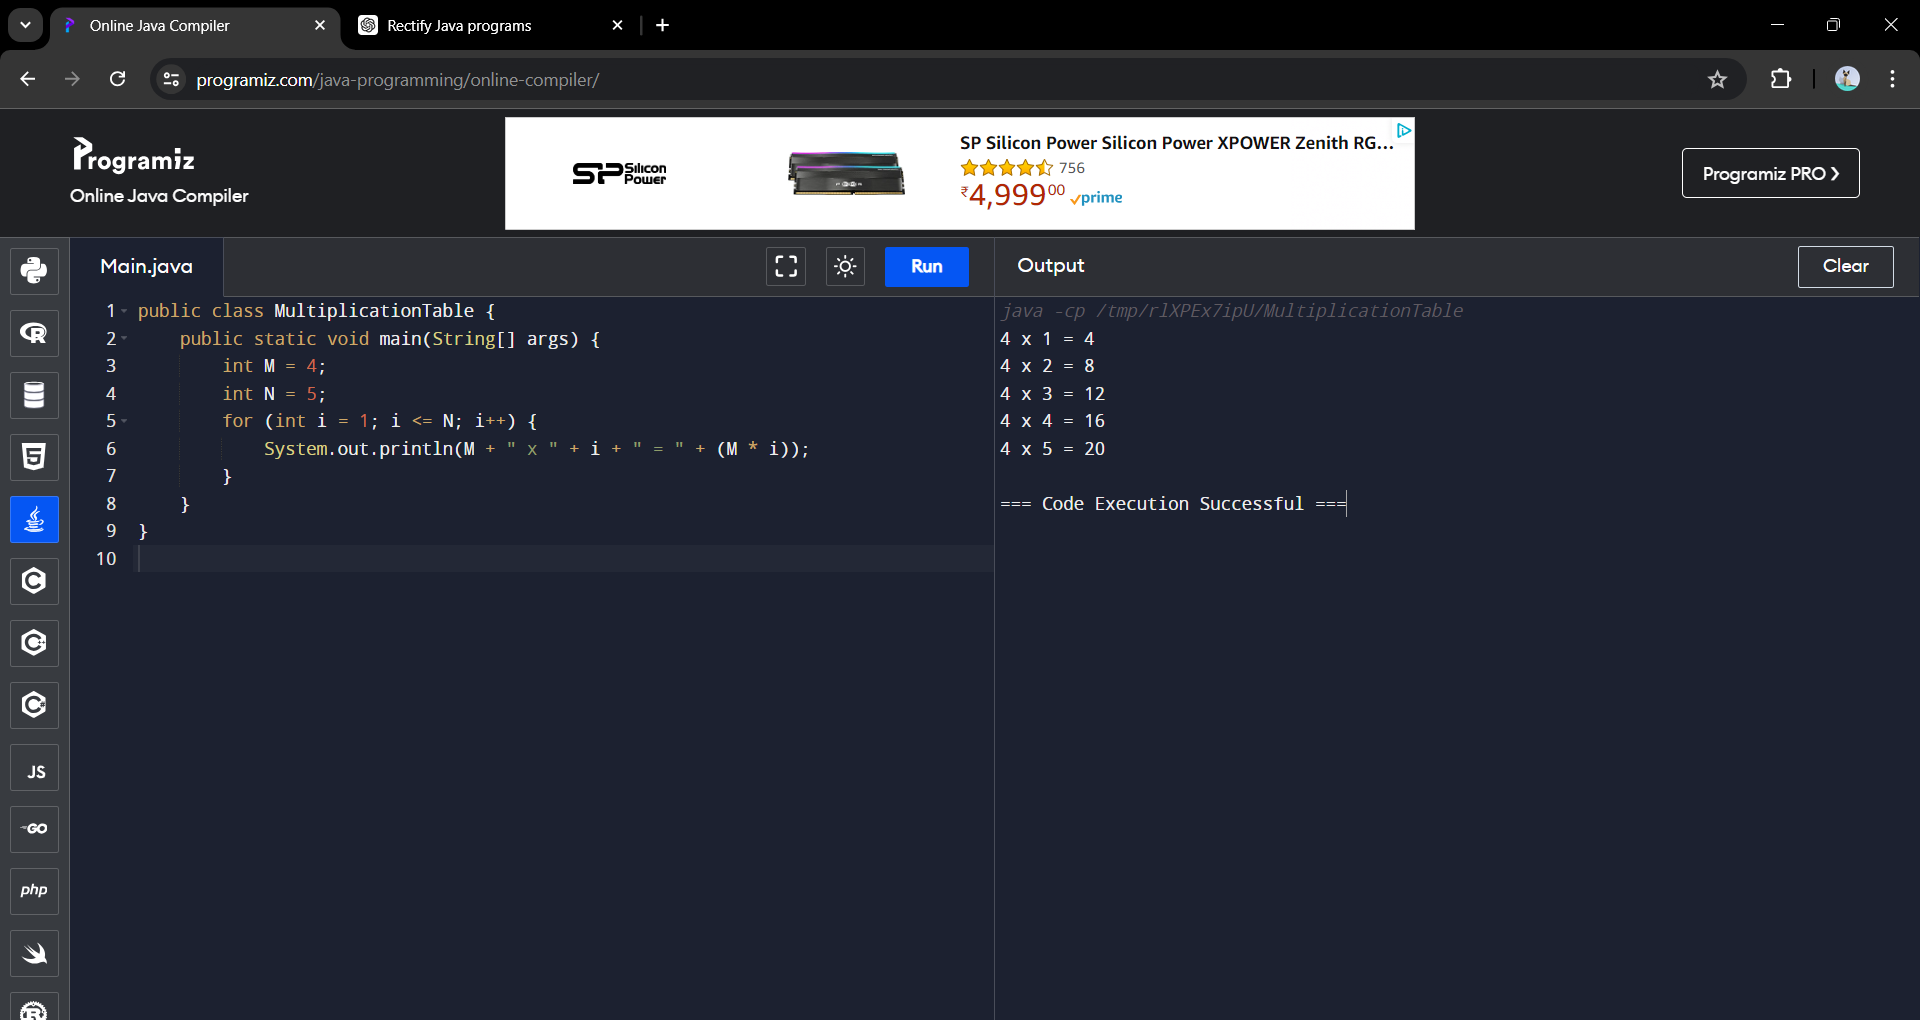 Online Java Compiler
Rectify Java programs
programiz.com/java-programming/online-compiler/
Programiz
Online Java Compiler
SP Silicon Power
SP Silicon Power Silicon Power XPOWER Zenith RG...
756
₹4,99900 prime
Programiz PRO
Main.java
Run
Output
Clear
1 public class MultiplicationTable {
2 public static void main(String[] args) {
3 int M = 4;
4 int N = 5;
5 for (int i = 1; i <= N; i++) {
6 System.out.println(M + " x " + i + " = " + (M * i));
7 }
8 }
9 }
10
java -cp /tmp/rlXPEx7ipU/MultiplicationTable
4 x 1 = 4
4 x 2 = 8
4 x 3 = 12
4 x 4 = 16
4 x 5 = 20
=== Code Execution Successful ===
R
5
C
C
C
JS
GO
php
R